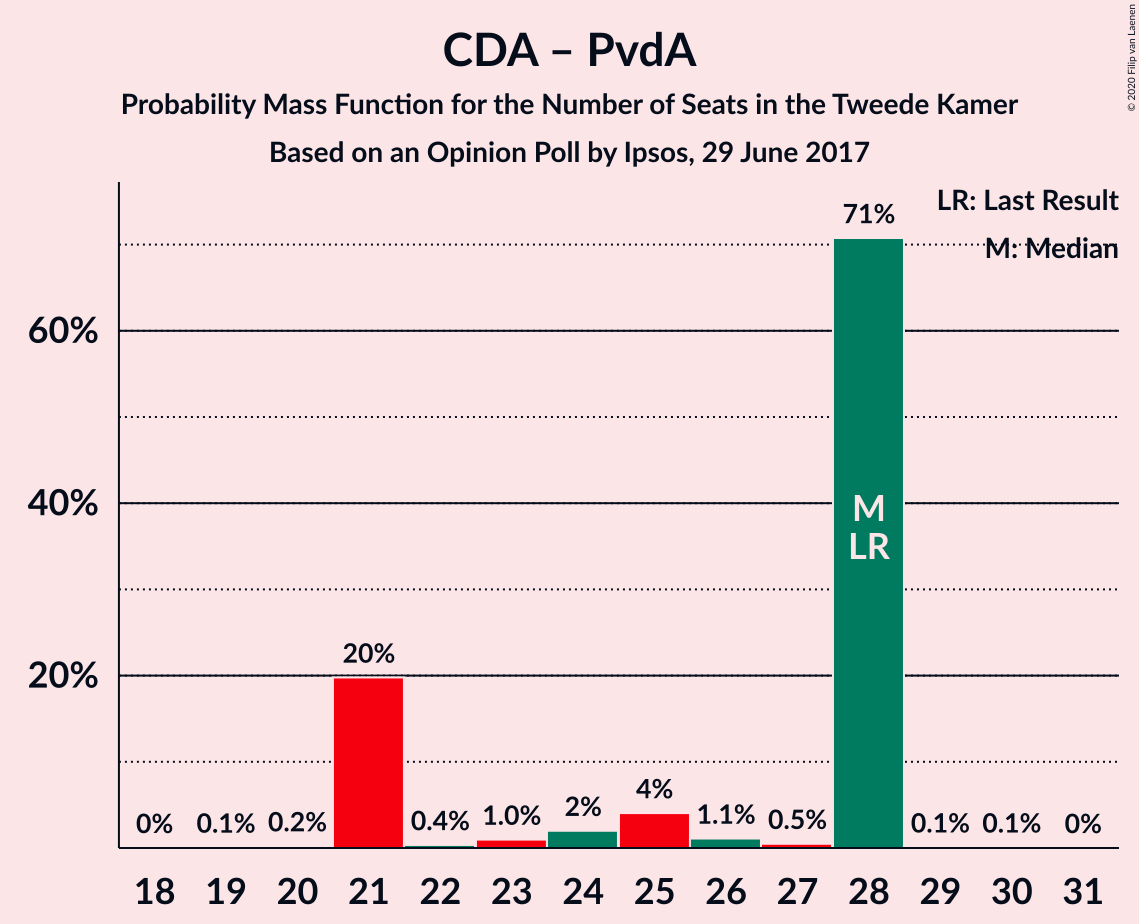 CDA – PvdA
Probability Mass Function for the Number of Seats in the Tweede Kamer
Based on an Opinion Poll by Ipsos, 29 June 2017
© 2020 Filip van Laenen
LR: Last Result
M: Median
71%
60%
40%
20%
M
LR
20%
0%
0.1%
0.2%
0.4%
1.0%
2%
4%
1.1%
0.5%
0.1%
0.1%
0%
18 19 20 21 22 23 24 25 26 27 28 29 30 31